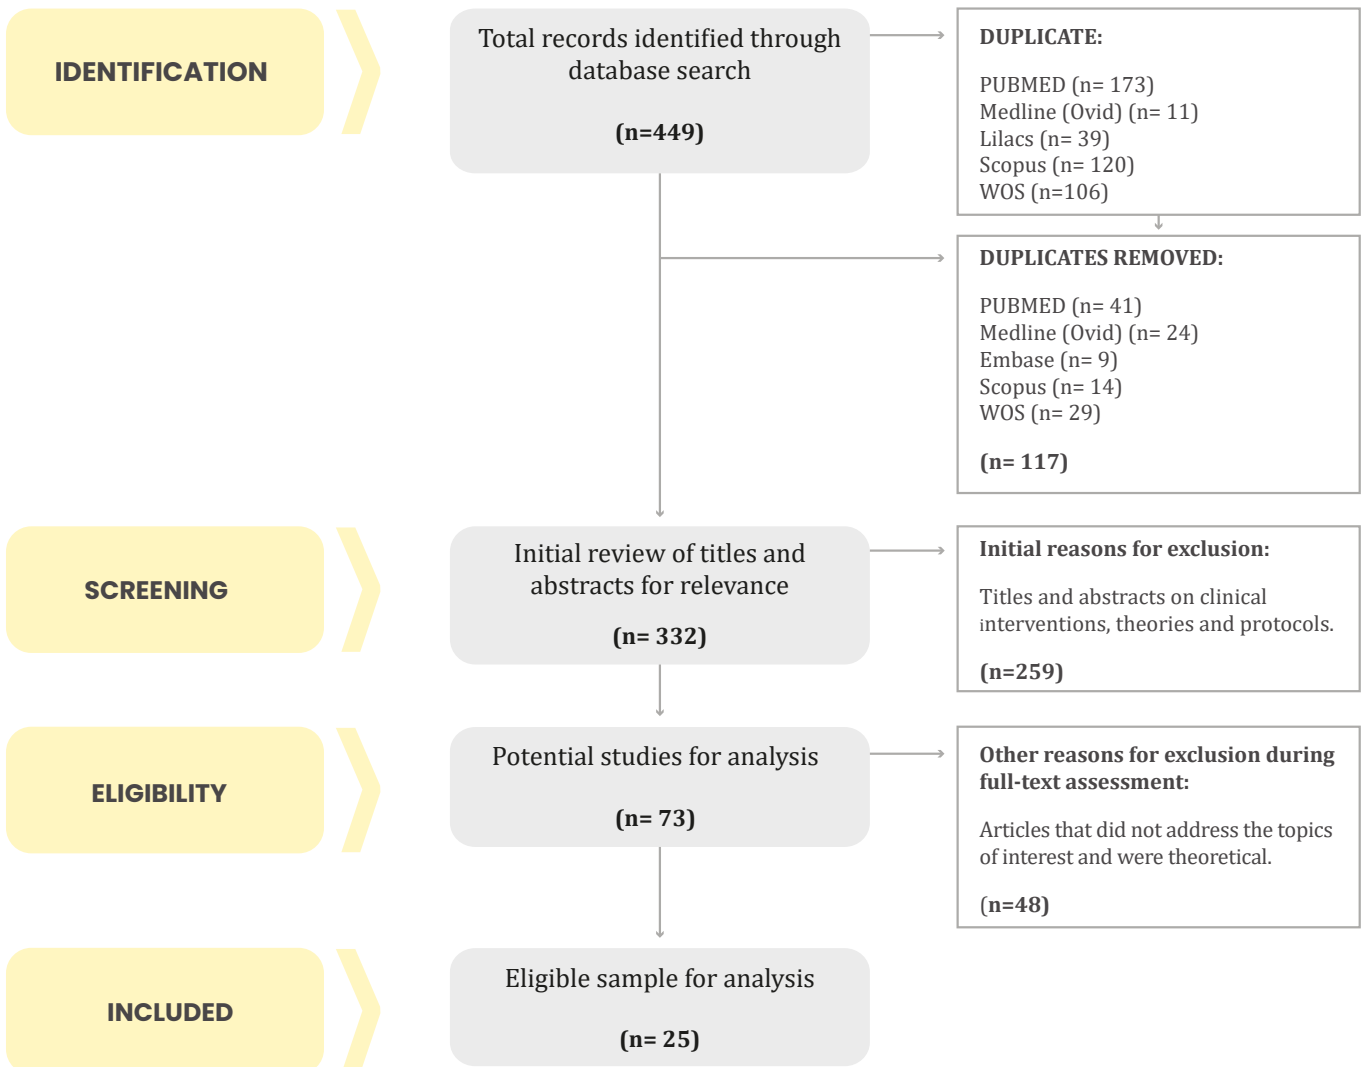 IDENTIFICATION
Total records identified through
database search
(n=449)
DUPLICATE:
PUBMED (n= 173)
Medline (Ovid) (n= 11)
Lilacs (n= 39)
Scopus (n= 120)
WOS (n=106)
DUPLICATES REMOVED:
PUBMED (n= 41)
Medline (Ovid) (n= 24)
Embase (n= 9)
Scopus (n= 14)
WOS (n= 29)
(n= 117)
SCREENING
Initial review of titles and
abstracts for relevance
(n= 332)
Initial reasons for exclusion:
Titles and abstracts on clinical
interventions, theories and protocols.
(n=259)
ELIGIBILITY
Potential studies for analysis
(n= 73)
Other reasons for exclusion during
full-text assessment:
Articles that did not address the topics
of interest and were theoretical.
(n=48)
INCLUDED
Eligible sample for analysis
(n= 25)